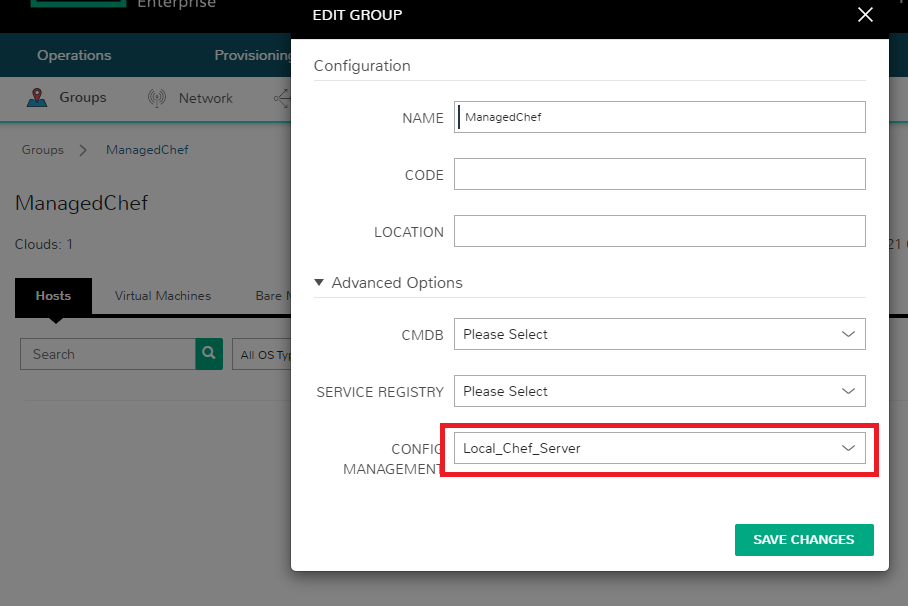 Enterprise
EDIT GROUP
Operations
Provisioning
Groups
Network
Groups
ManagedChef
ManagedChef
Clouds: 1
21
Hosts
Virtual Machines
Bare
Search
All OS Typ
Configuration
NAME
ManagedChef
CODE
LOCATION
Advanced Options
CMDB
Please Select
SERVICE REGISTRY
Please Select
CONFIG
MANAGEMENT
Local_Chef_Server
SAVE CHANGES